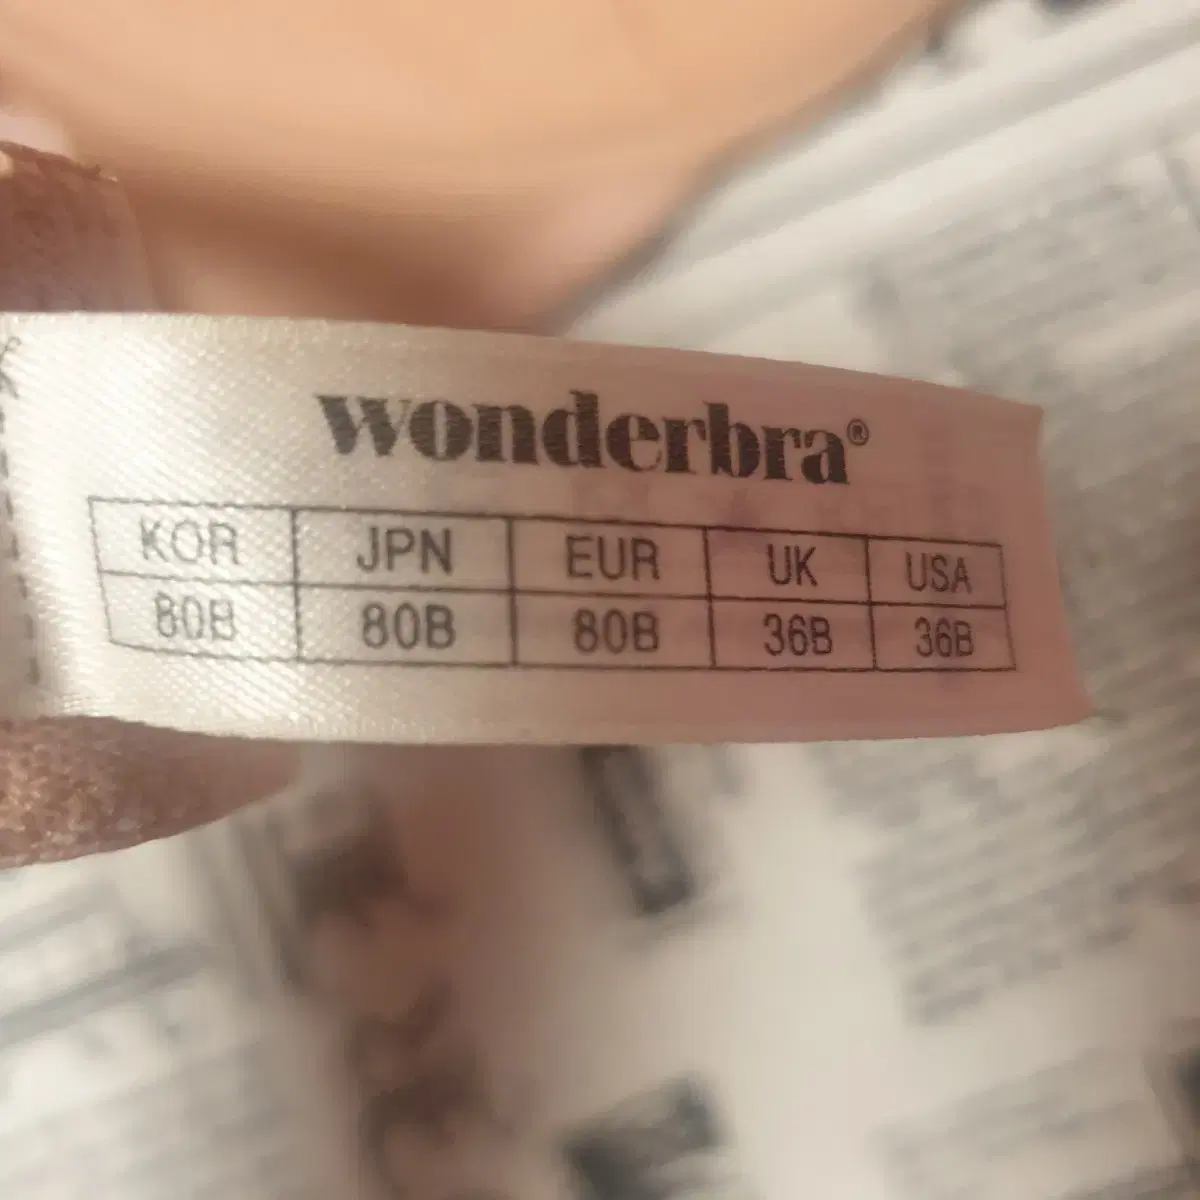 wonderbra®
KOR JPN EUR UK USA
80B 80B 80B 36B 36B